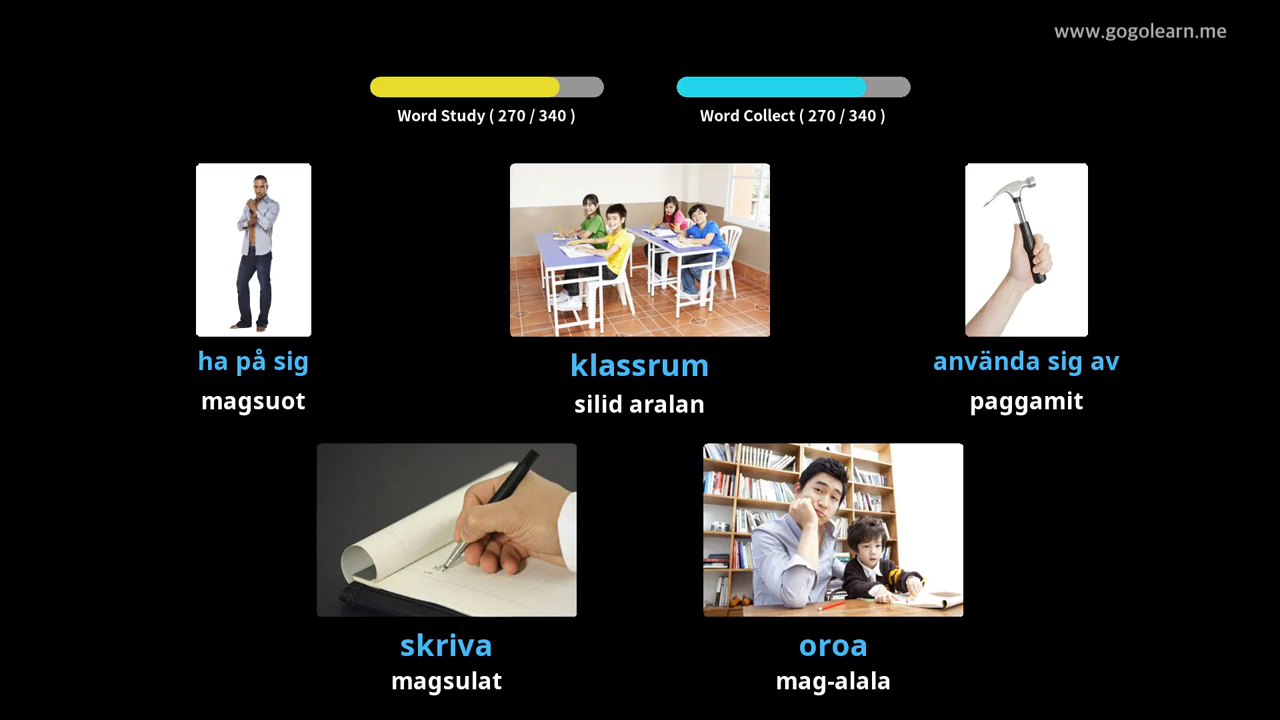 www.gogolearn.me
Word Study ( 270 / 340 )
Word Collect ( 270 / 340 )
ha på sig
magsuot
klassrum
silid aralan
använda sig av
paggamit
skriva
magsulat
oroa
mag-alala